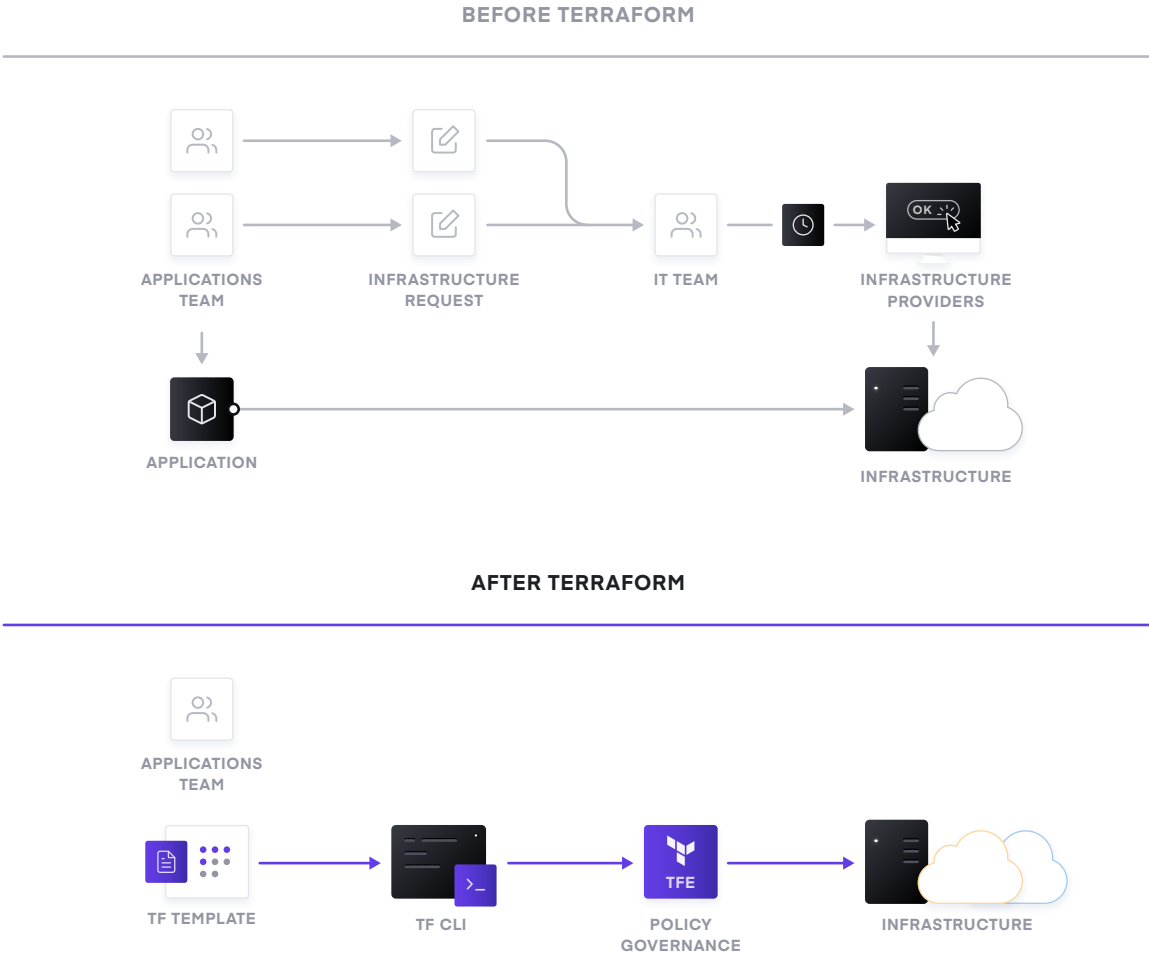 BEFORE TERRAFORM
OK
APPLICATIONS
TEAM
INFRASTRUCTURE
REQUEST
IT TEAM
INFRASTRUCTURE
PROVIDERS
APPLICATION
INFRASTRUCTURE
AFTER TERRAFORM
APPLICATIONS
TEAM
>_
TFE
TF TEMPLATE
TF CLI
POLICY
GOVERNANCE
INFRASTRUCTURE